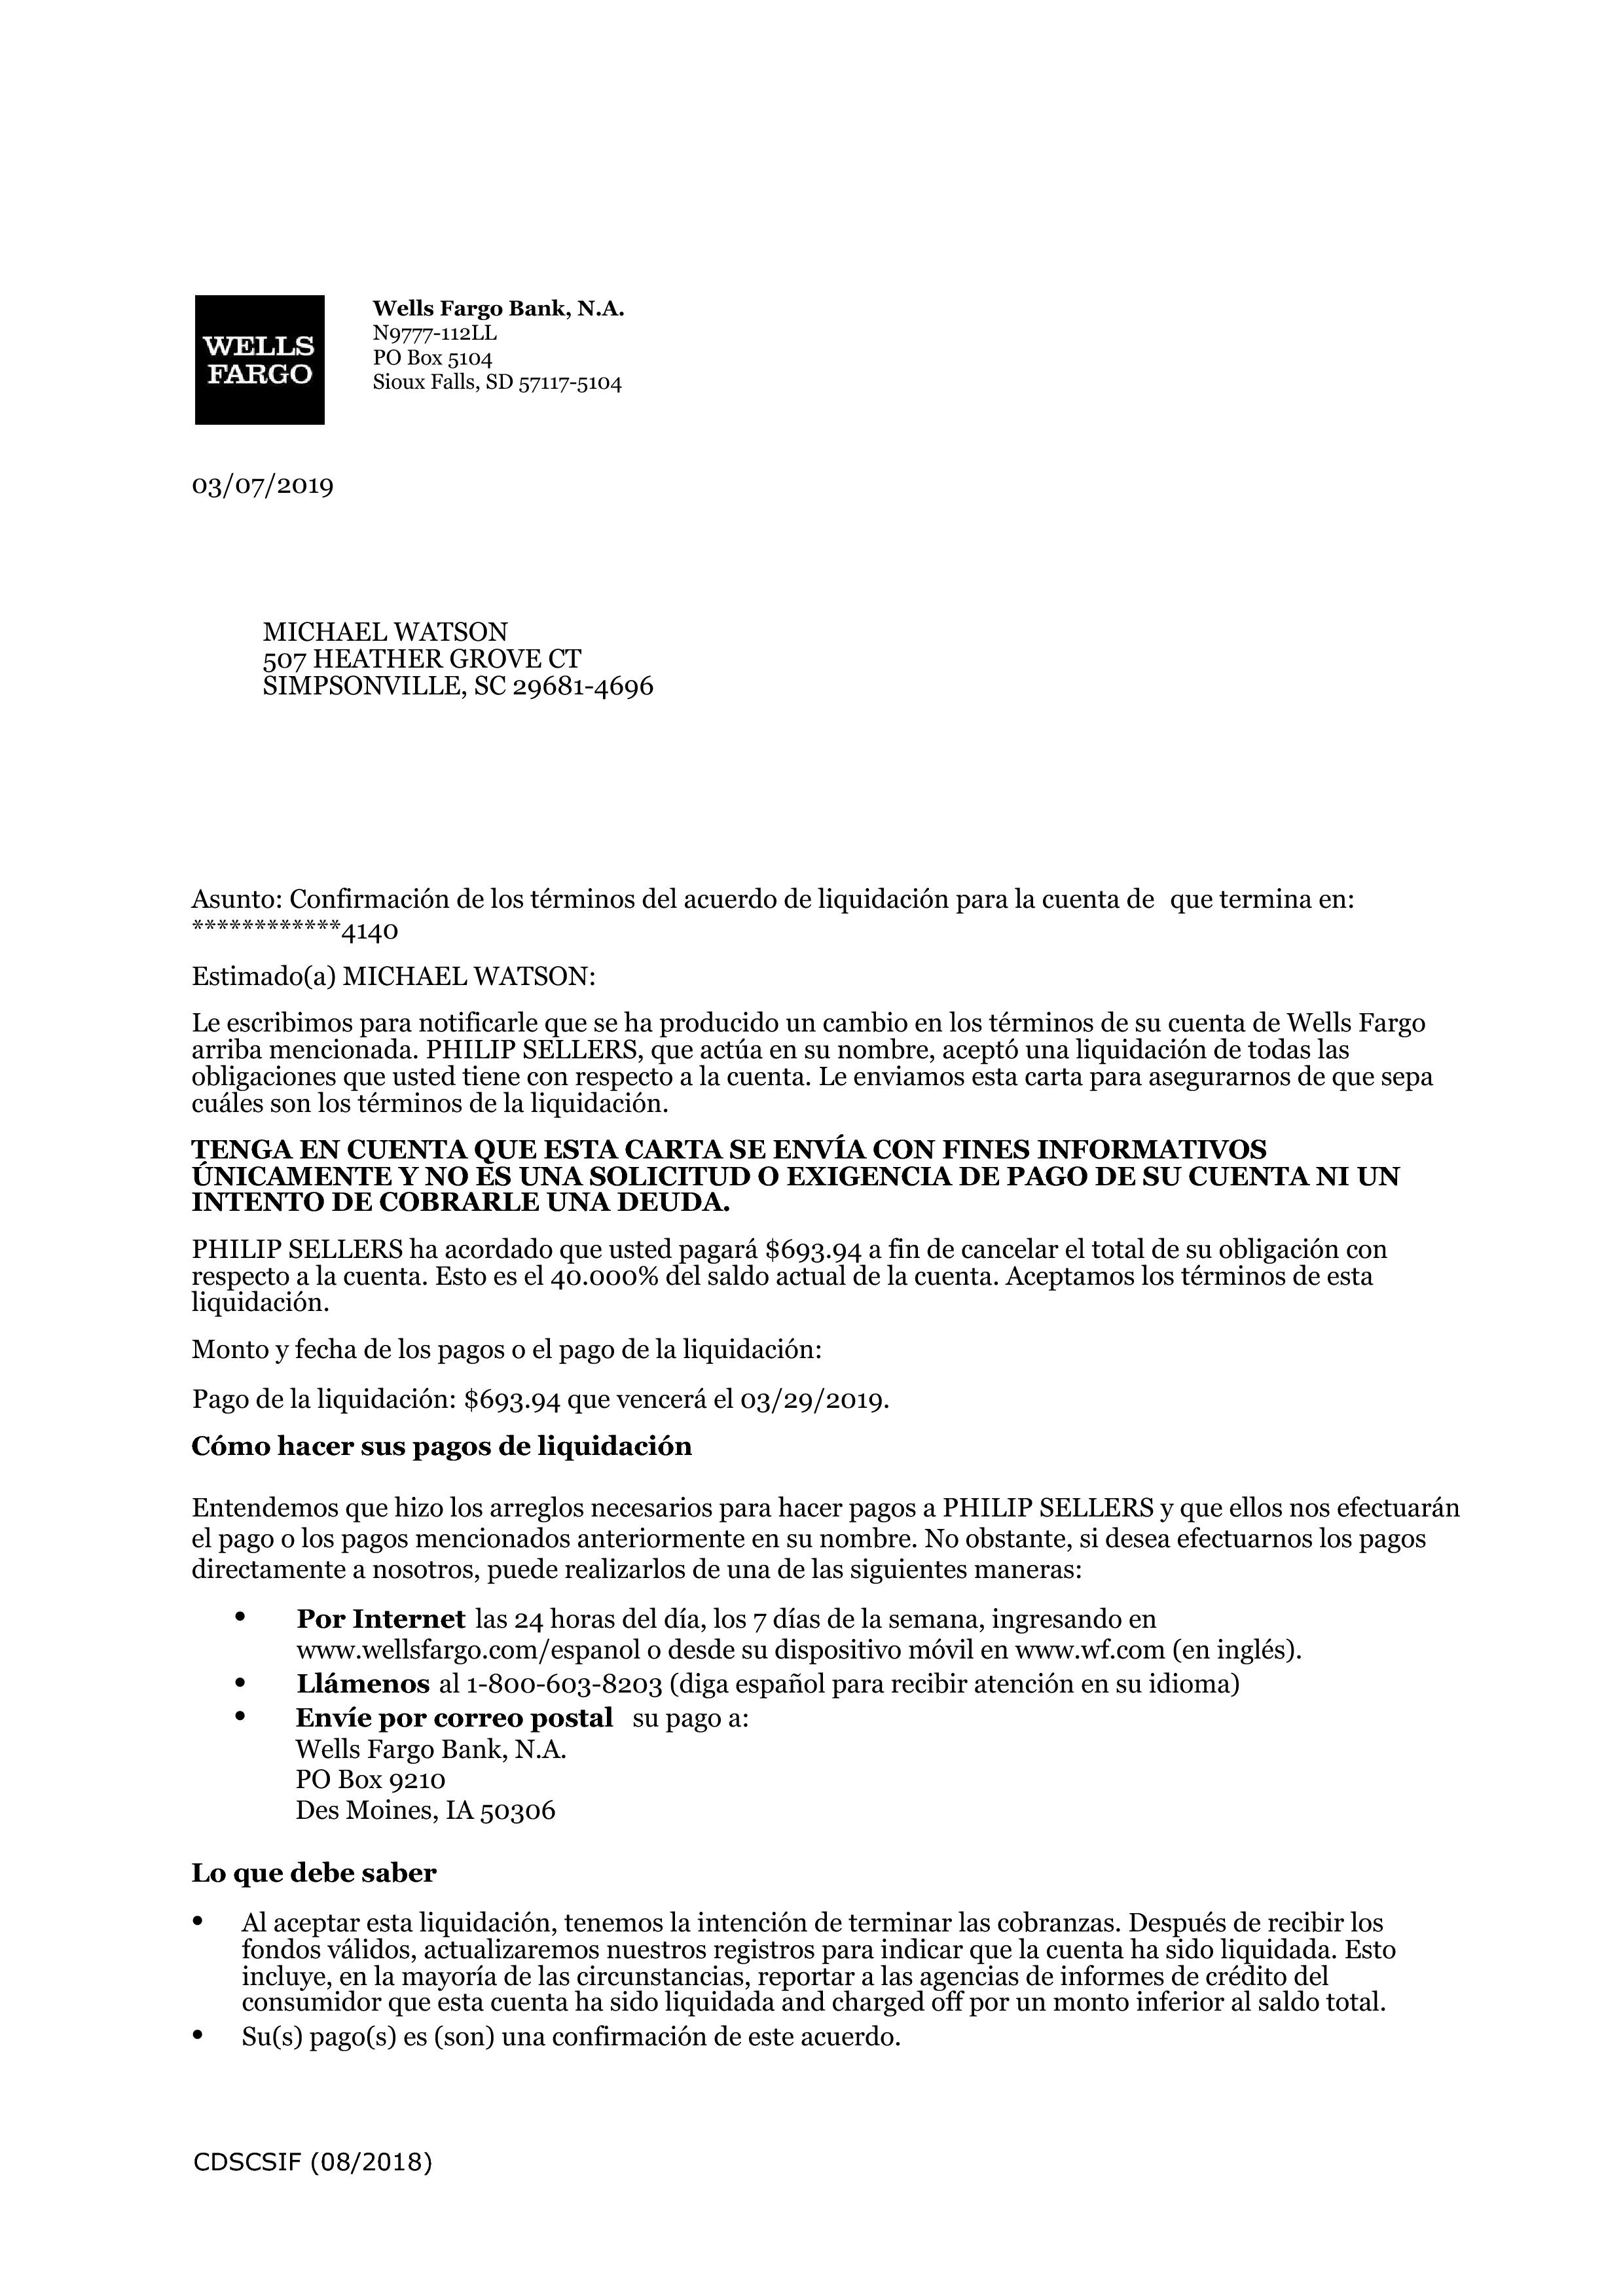 WELLS
FARGO
Wells Fargo Bank, N.A.
N9777-112LL
PO Box 5104
Sioux Falls, SD 57117-5104
03/07/2019
MICHAEL WATSON
507 HEATHER GROVE CT
SIMPSONVILLE, SC 29681-4696
Asunto: Confirmación de los términos del acuerdo de liquidación para la cuenta de que termina en:
************4140
Estimado(a) MICHAEL WATSON:
Le escribimos para notificarle que se ha producido un cambio en los términos de su cuenta de Wells Fargo
arriba mencionada. PHILIP SELLERS, que actúa en su nombre, aceptó una liquidación de todas las
obligaciones que usted tiene con respecto a la cuenta. Le enviamos esta carta para asegurarnos de que sepa
cuáles son los términos de la liquidación.
TENGA EN CUENTA QUE ESTA CARTA SE ENVÍA CON FINES INFORMATIVOS
ÚNICAMENTE Y NO ES UNA SOLICITUD O EXIGENCIA DE PAGO DE SU CUENTA NI UN
INTENTO DE COBRARLE UNA DEUDA.
PHILIP SELLERS ha acordado que usted pagará $693.94 a fin de cancelar el total de su obligación con
respecto a la cuenta. Esto es el 40.000% del saldo actual de la cuenta. Aceptamos los términos de esta
liquidación.
Monto y fecha de los pagos o el pago de la liquidación:
Pago de la liquidación: $693.94 que vencerá el 03/29/2019.
Cómo hacer sus pagos de liquidación
Entendemos que hizo los arreglos necesarios para hacer pagos a PHILIP SELLERS y que ellos nos efectuarán
el pago o los pagos mencionados anteriormente en su nombre. No obstante, si desea efectuarnos los pagos
directamente a nosotros, puede realizarlos de una de las siguientes maneras:
• Por Internet las 24 horas del día, los 7 días de la semana, ingresando en
www.wellsfargo.com/espanol o desde su dispositivo móvil en www.wf.com (en inglés).
• Llámenos al 1-800-603-8203 (diga español para recibir atención en su idioma)
• Envíe por correo postal su pago a:
Wells Fargo Bank, N.A.
PO Box 9210
Des Moines, IA 50306
Lo que debe saber
• Al aceptar esta liquidación, tenemos la intención de terminar las cobranzas. Después de recibir los
fondos válidos, actualizaremos nuestros registros para indicar que la cuenta ha sido liquidada. Esto
incluye, en la mayoría de las circunstancias, reportar a las agencias de informes de crédito del
consumidor que esta cuenta ha sido liquidada and charged off por un monto inferior al saldo total.
• Su(s) pago(s) es (son) una confirmación de este acuerdo.
CDSCSIF (08/2018)